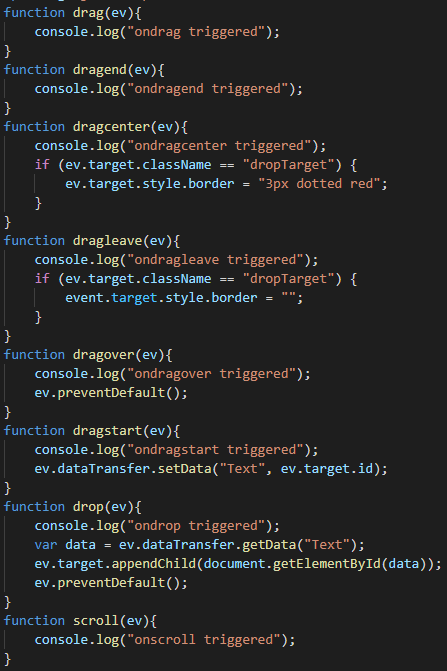 function drag(ev){
    console.log("ondrag triggered");
}
function dragend(ev){
    console.log("ondragend triggered");
}
function dragcenter(ev){
    console.log("ondragcenter triggered");
    if (ev.target.className == "dropTarget") {
        ev.target.style.border = "3px dotted red";
    }
}
function dragleave(ev){
    console.log("ondragleave triggered");
    if (ev.target.className == "dropTarget") {
        event.target.style.border = "";
    }
}
function dragover(ev){
    console.log("ondragover triggered");
    ev.preventDefault();
}
function dragstart(ev){
    console.log("ondragstart triggered");
    ev.dataTransfer.setData("Text", ev.target.id);
}
function drop(ev){
    console.log("ondrop triggered");
    var data = ev.dataTransfer.getData("Text");
    ev.target.appendChild(document.getElementById(data));
    ev.preventDefault();
}
function scroll(ev){
    console.log("onscroll triggered");
}